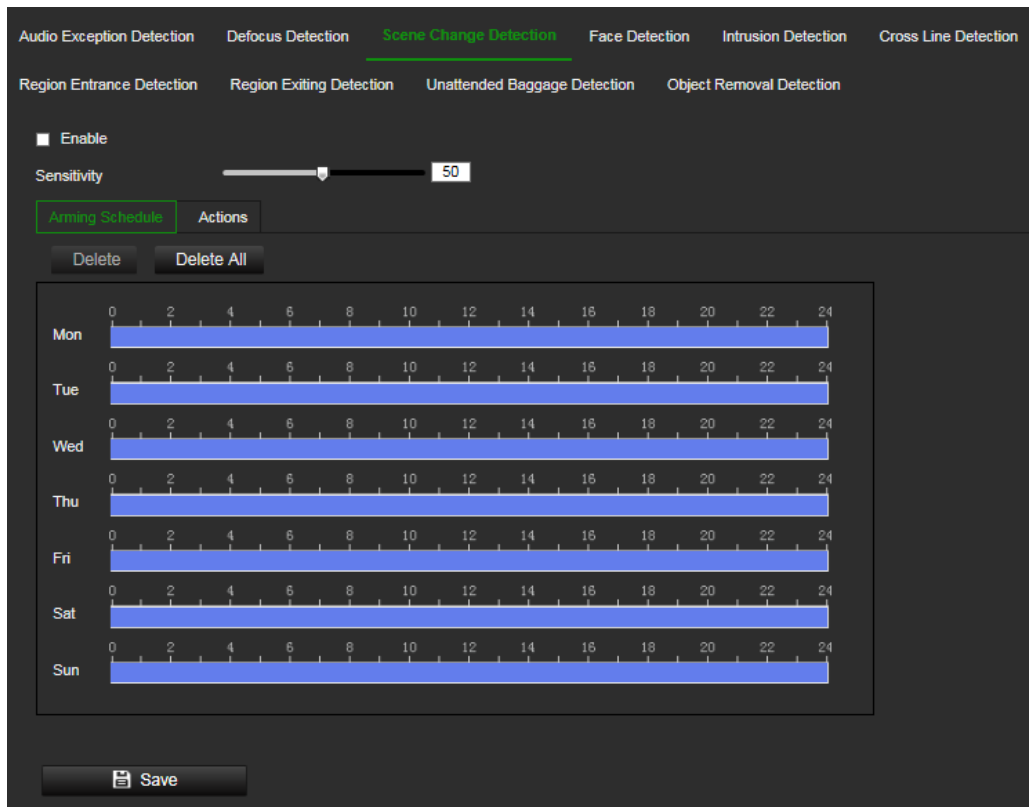 Audio Exception Detection Defocus Detection Scene Change Detection Face Detection Intrusion Detection Cross Line Detection
Region Entrance Detection Region Exiting Detection Unattended Baggage Detection Object Removal Detection
Enable
Sensitivity 50
Arming Schedule Actions
Delete Delete All
0 2 4 6 8 10 12 14 16 18 20 22 24
Mon
0 2 4 6 8 10 12 14 16 18 20 22 24
Tue
0 2 4 6 8 10 12 14 16 18 20 22 24
Wed
0 2 4 6 8 10 12 14 16 18 20 22 24
Thu
0 2 4 6 8 10 12 14 16 18 20 22 24
Fri
0 2 4 6 8 10 12 14 16 18 20 22 24
Sat
0 2 4 6 8 10 12 14 16 18 20 22 24
Sun
Save